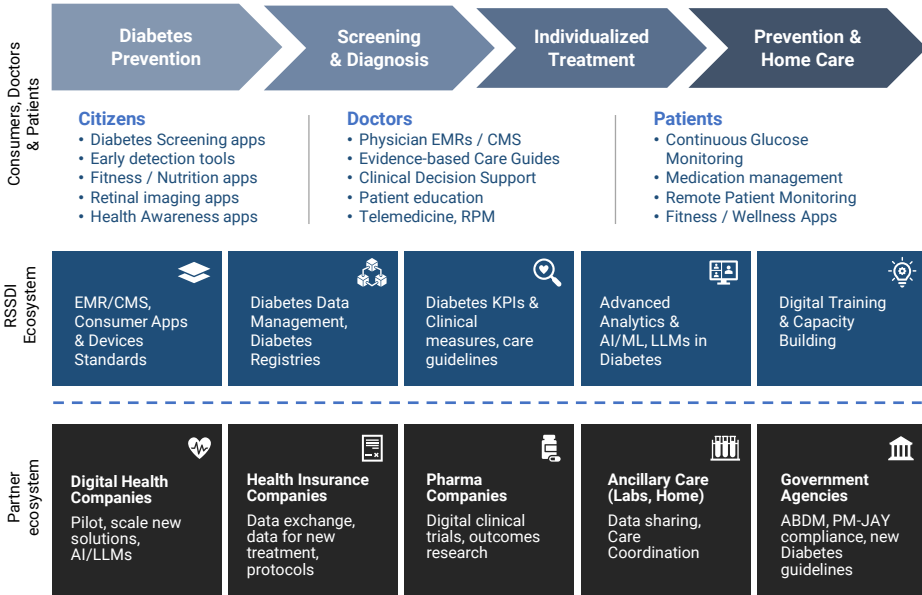 Diabetes
Prevention
Screening
& Diagnosis
Individualized
Treatment
Prevention &
Home Care
Consumers, Doctors
& Patients
Citizens
• Diabetes Screening apps
• Early detection tools
• Fitness / Nutrition apps
• Retinal imaging apps
• Health Awareness apps
Doctors
• Physician EMRs / CMS
• Evidence-based Care Guides
• Clinical Decision Support
• Patient education
• Telemedicine, RPM
Patients
• Continuous Glucose
Monitoring
• Medication management
• Remote Patient Monitoring
• Fitness / Wellness Apps
RSSDI
Ecosystem
EMR/CMS,
Consumer Apps
& Devices
Standards
Diabetes Data
Management,
Diabetes
Registries
Diabetes KPIs &
Clinical
measures, care
guidelines
Advanced
Analytics &
AI/ML, LLMs in
Diabetes
Digital Training
& Capacity
Building
Partner
ecosystem
Digital Health
Companies
Pilot, scale new
solutions,
AI/LLMs
Health Insurance
Companies
Data exchange,
data for new
treatment,
protocols
Pharma
Companies
Digital clinical
trials, outcomes
research
Ancillary Care
(Labs, Home)
Data sharing,
Care
Coordination
Government
Agencies
ABDM, PM-JAY
compliance, new
Diabetes
guidelines